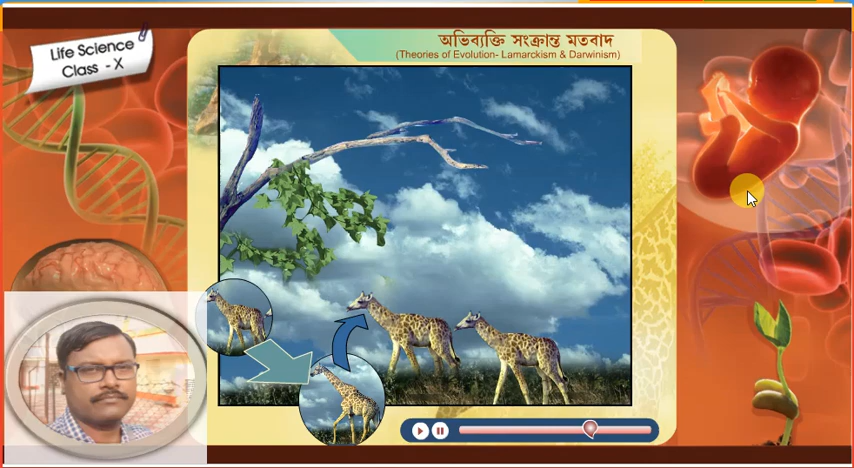 Life Science
Class - X
অভিব্যক্তি সংক্রান্ত মতবাদ
(Theories of Evolution- Lamarckism & Darwinism)